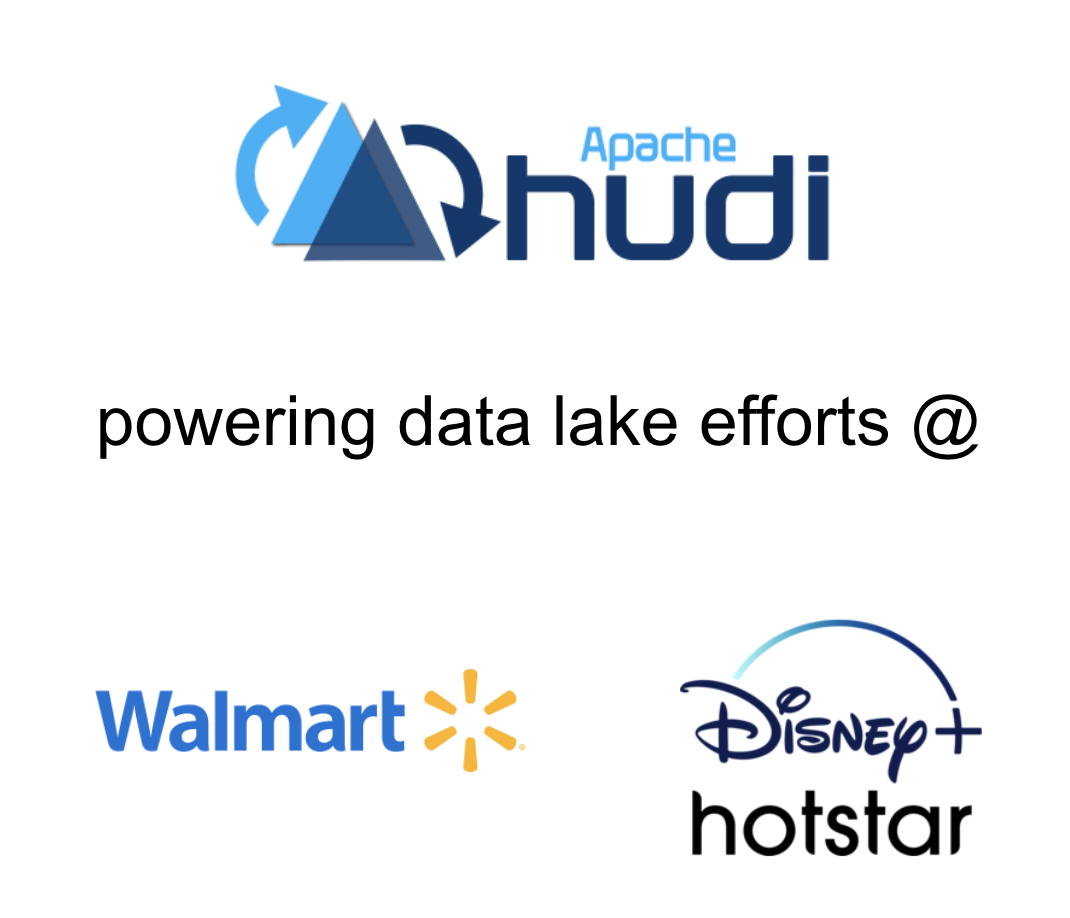 Apache
hudi
powering data lake efforts @
Walmart
Disney+
hotstar